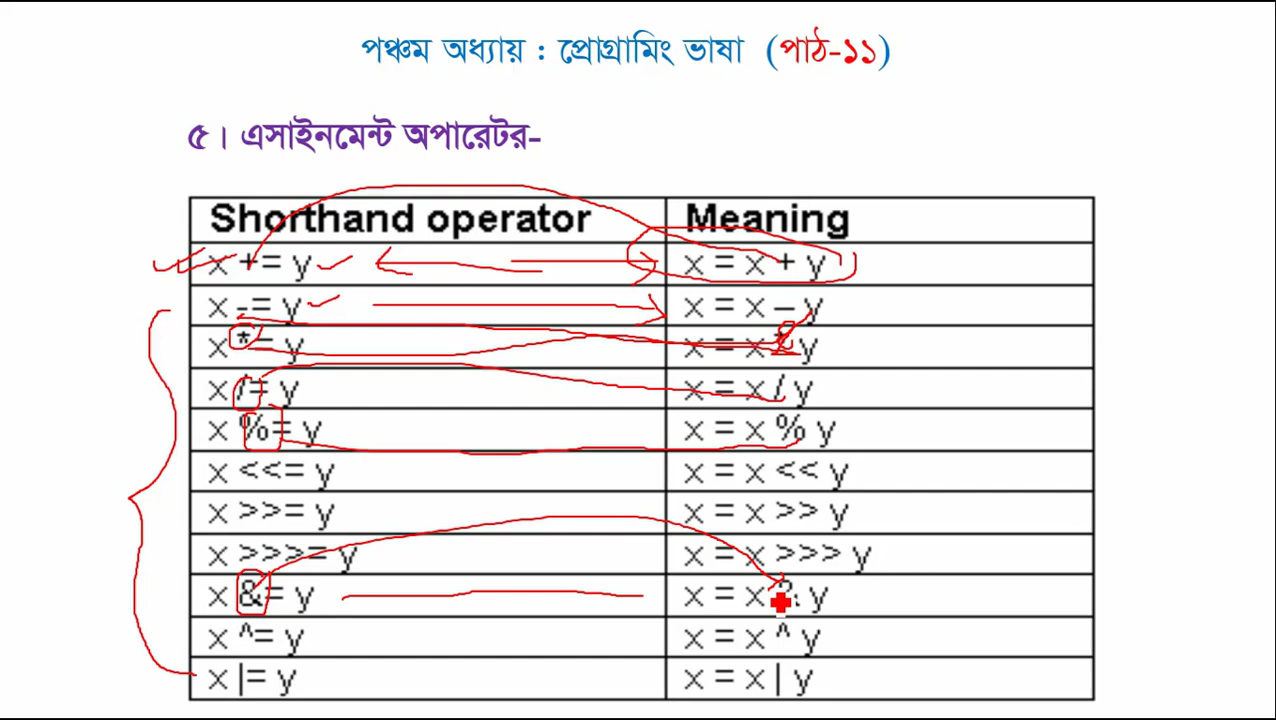 পঞ্চম অধ্যায় : প্রোগ্রামিং ভাষা (পাঠ-১১)
৫। এসাইনমেন্ট অপারেটর-
Shorthand operator Meaning
x += y x = x + y
x -= y x = x – y
x *= y x = x * y
x /= y x = x / y
x %= y x = x % y
x <<= y x = x << y
x >>= y x = x >> y
x >>>= y x = x >>> y
x &= y x = x & y
x ^= y x = x ^ y
x |= y x = x | y